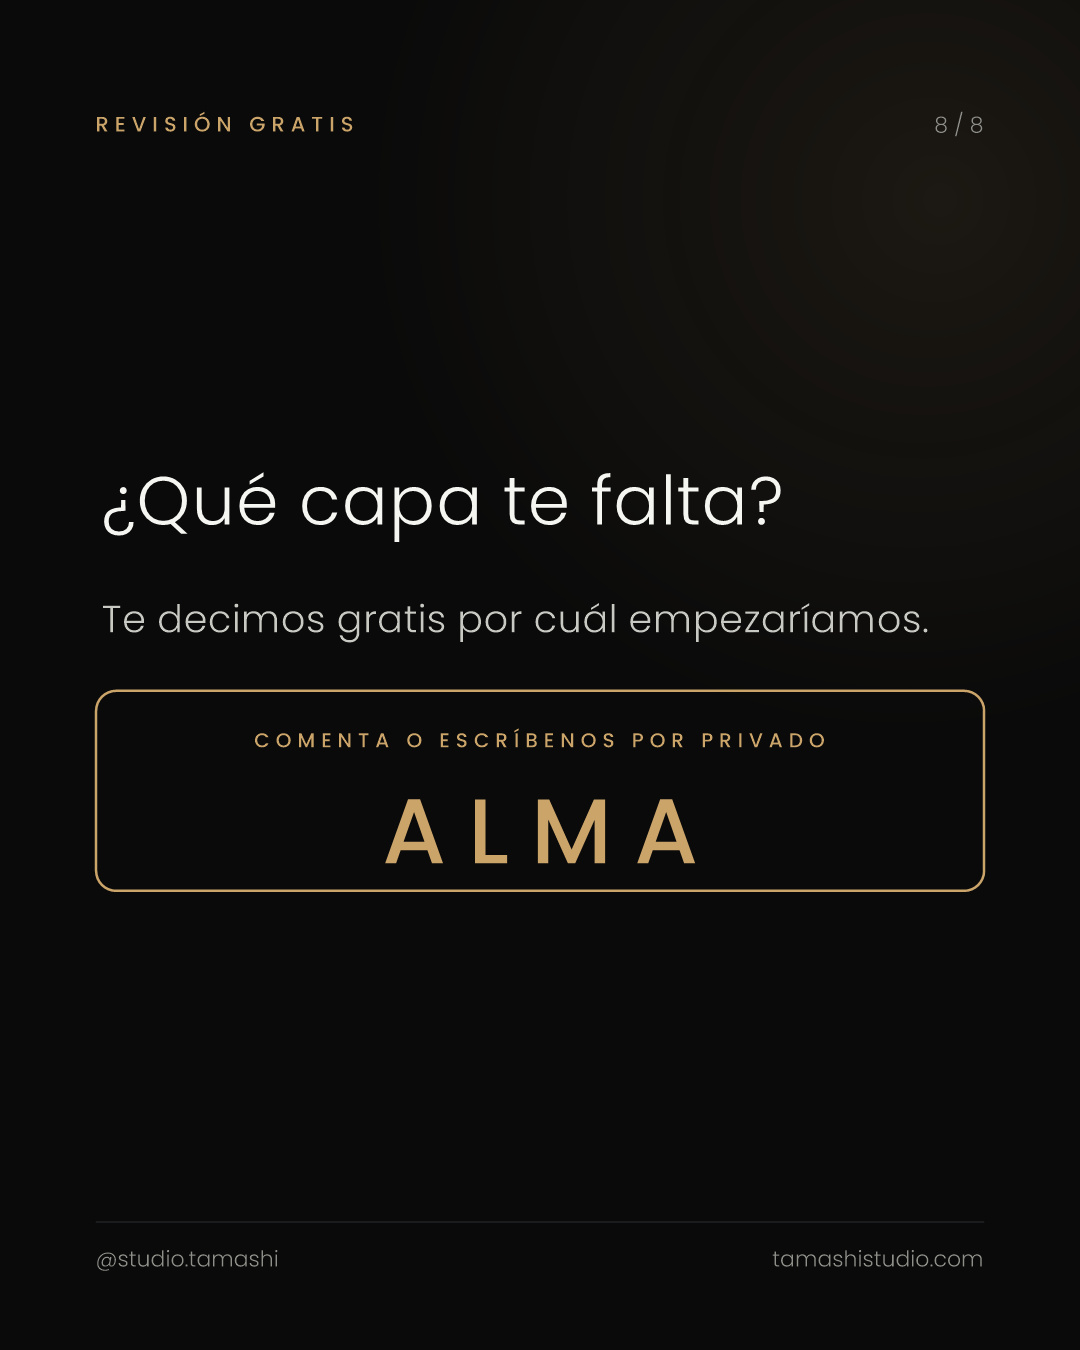 REVISIÓN GRATIS
8 / 8
¿Qué capa te falta?
Te decimos gratis por cuál empezaríamos.
COMENTA O ESCRÍBENOS POR PRIVADO
ALMA
@studio.tamashi
tamashistudio.com